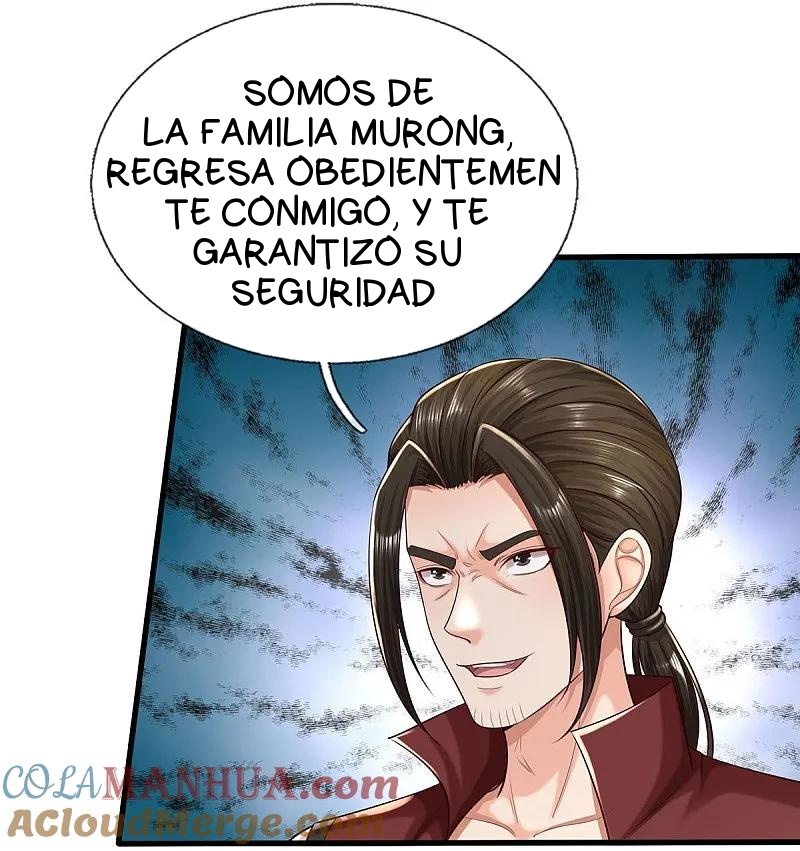 SOMOS DE
LA FAMILIA MURONG,
REGRESA OBEDIENTEMEN
TE CONMIGO, Y TE
GARANTIZO SU
SEGURIDAD
COLAMANHUA.com
ACloudMerge.com